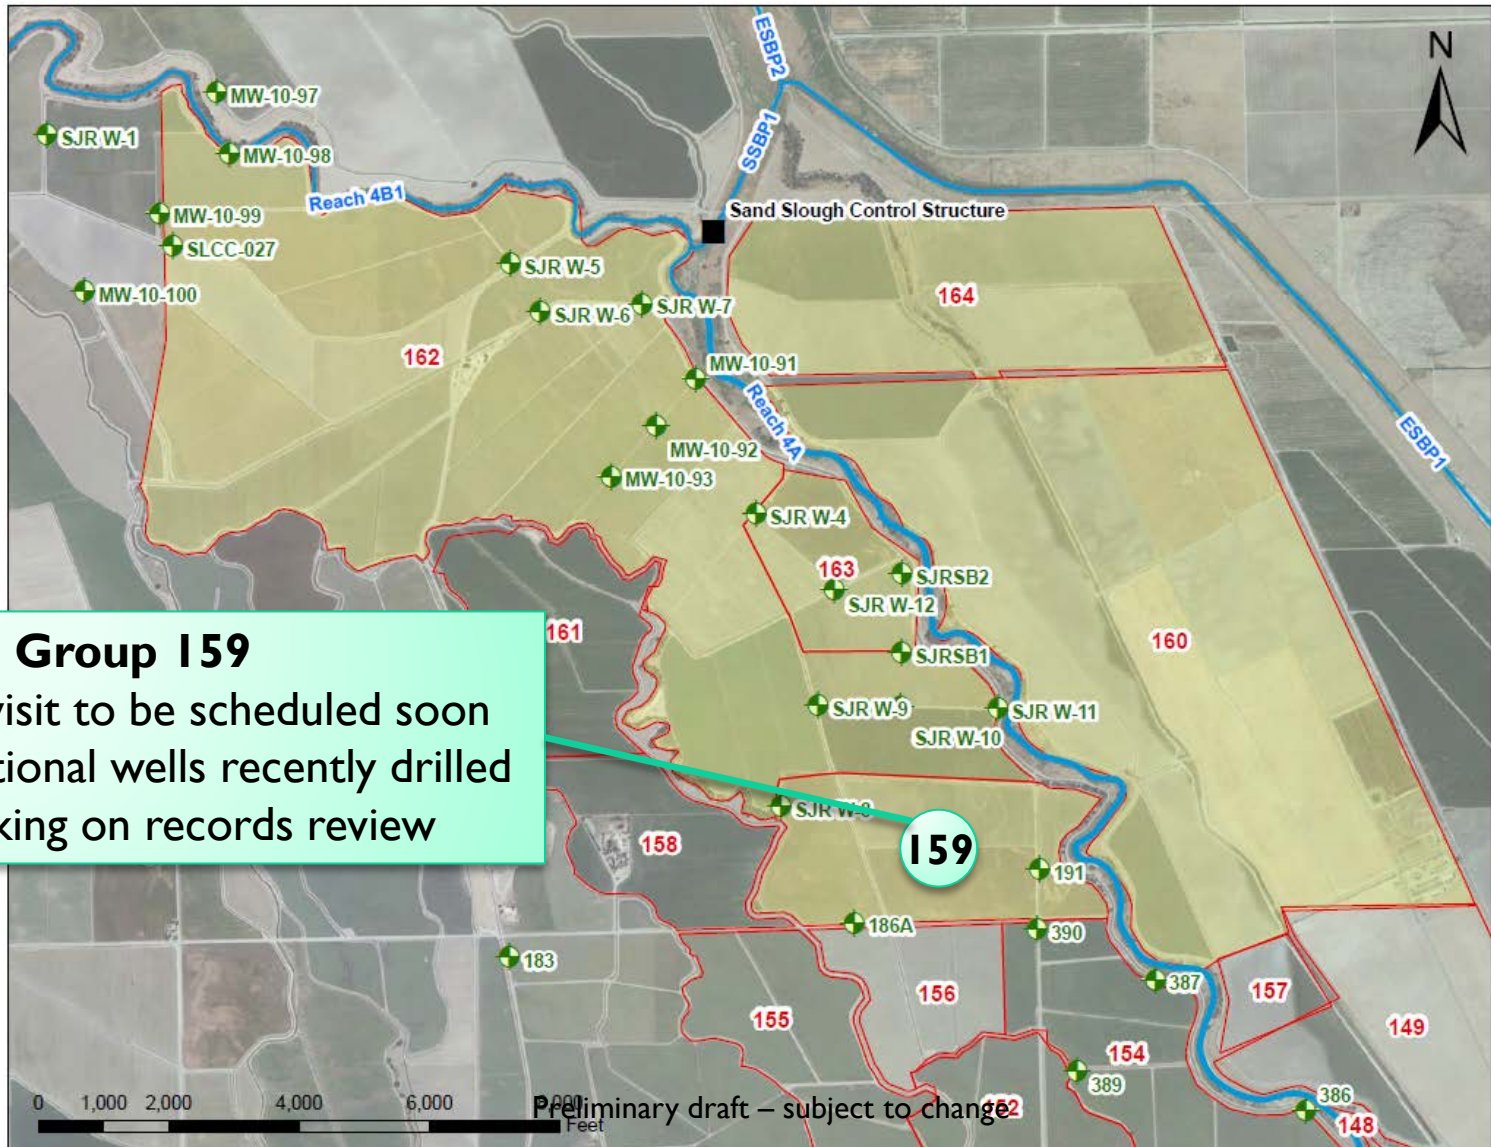 ESBP2
N
MW-10-97
SJR W-1
SSBP1
MW-10-98
Reach 4B1
MW-10-99
Sand Slough Control Structure
SLCC-027
SJR W-5
MW-10-100
164
SJR W-6
SJR W-7
162
MW-10-91
Reach 4A
ESBP1
MW-10-92
MW-10-93
SJR W-4
163
SJRSB2
SJR W-12
161
160
Group 159
visit to be scheduled soon
tional wells recently drilled
king on records review
SJRSB1
SJR W-9
SJR W-11
SJR W-10
SJR W-8
158
159
191
186A
390
183
387
156
157
155
149
154
389
386
152
148
0 1,000 2,000 4,000 6,000 8,000
Feet
Preliminary draft – subject to change